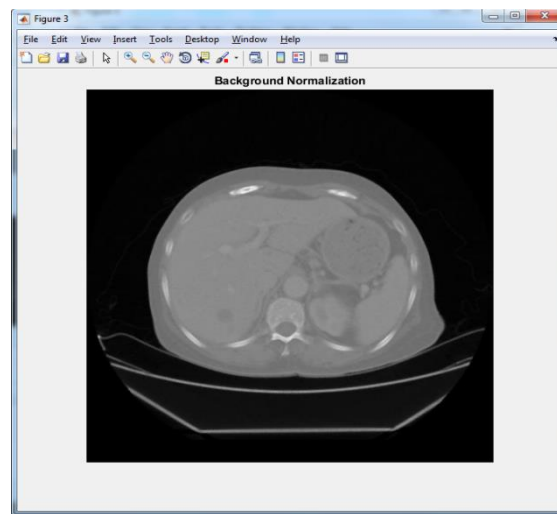 Figure 3
File Edit View Insert Tools Desktop Window Help
Background Normalization